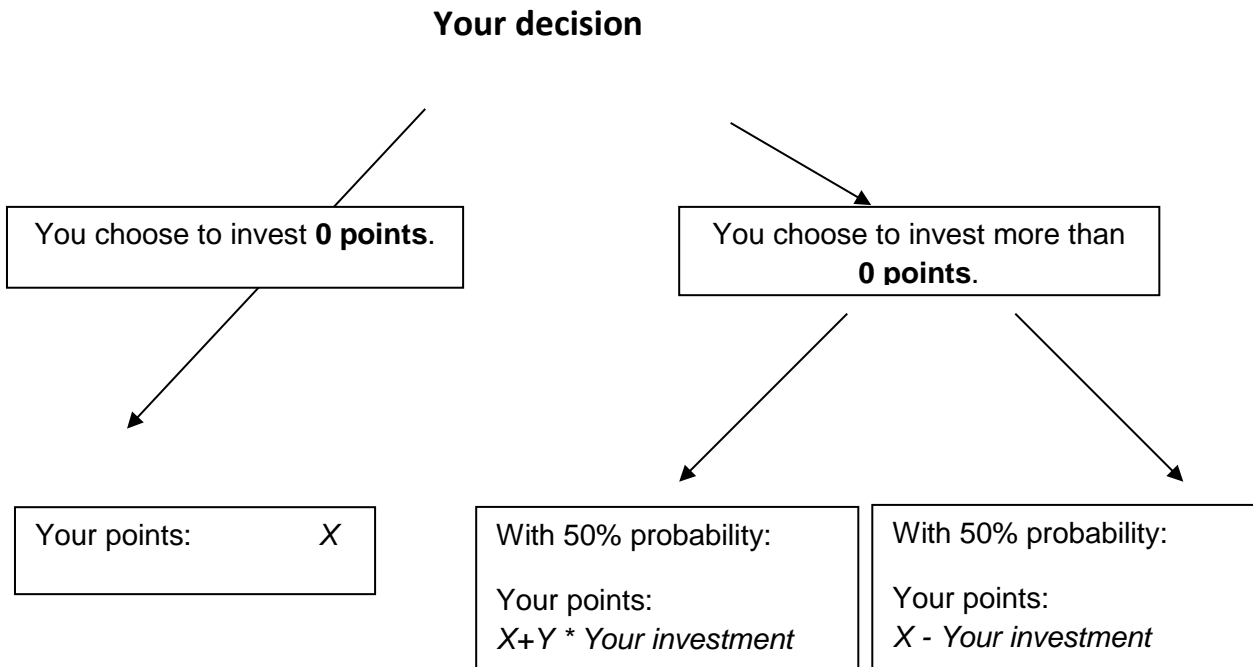 Your decision
You choose to invest 0 points.
You choose to invest more than
0 points.
Your points: X
With 50% probability:
Your points:
X+Y * Your investment
With 50% probability:
Your points:
X - Your investment